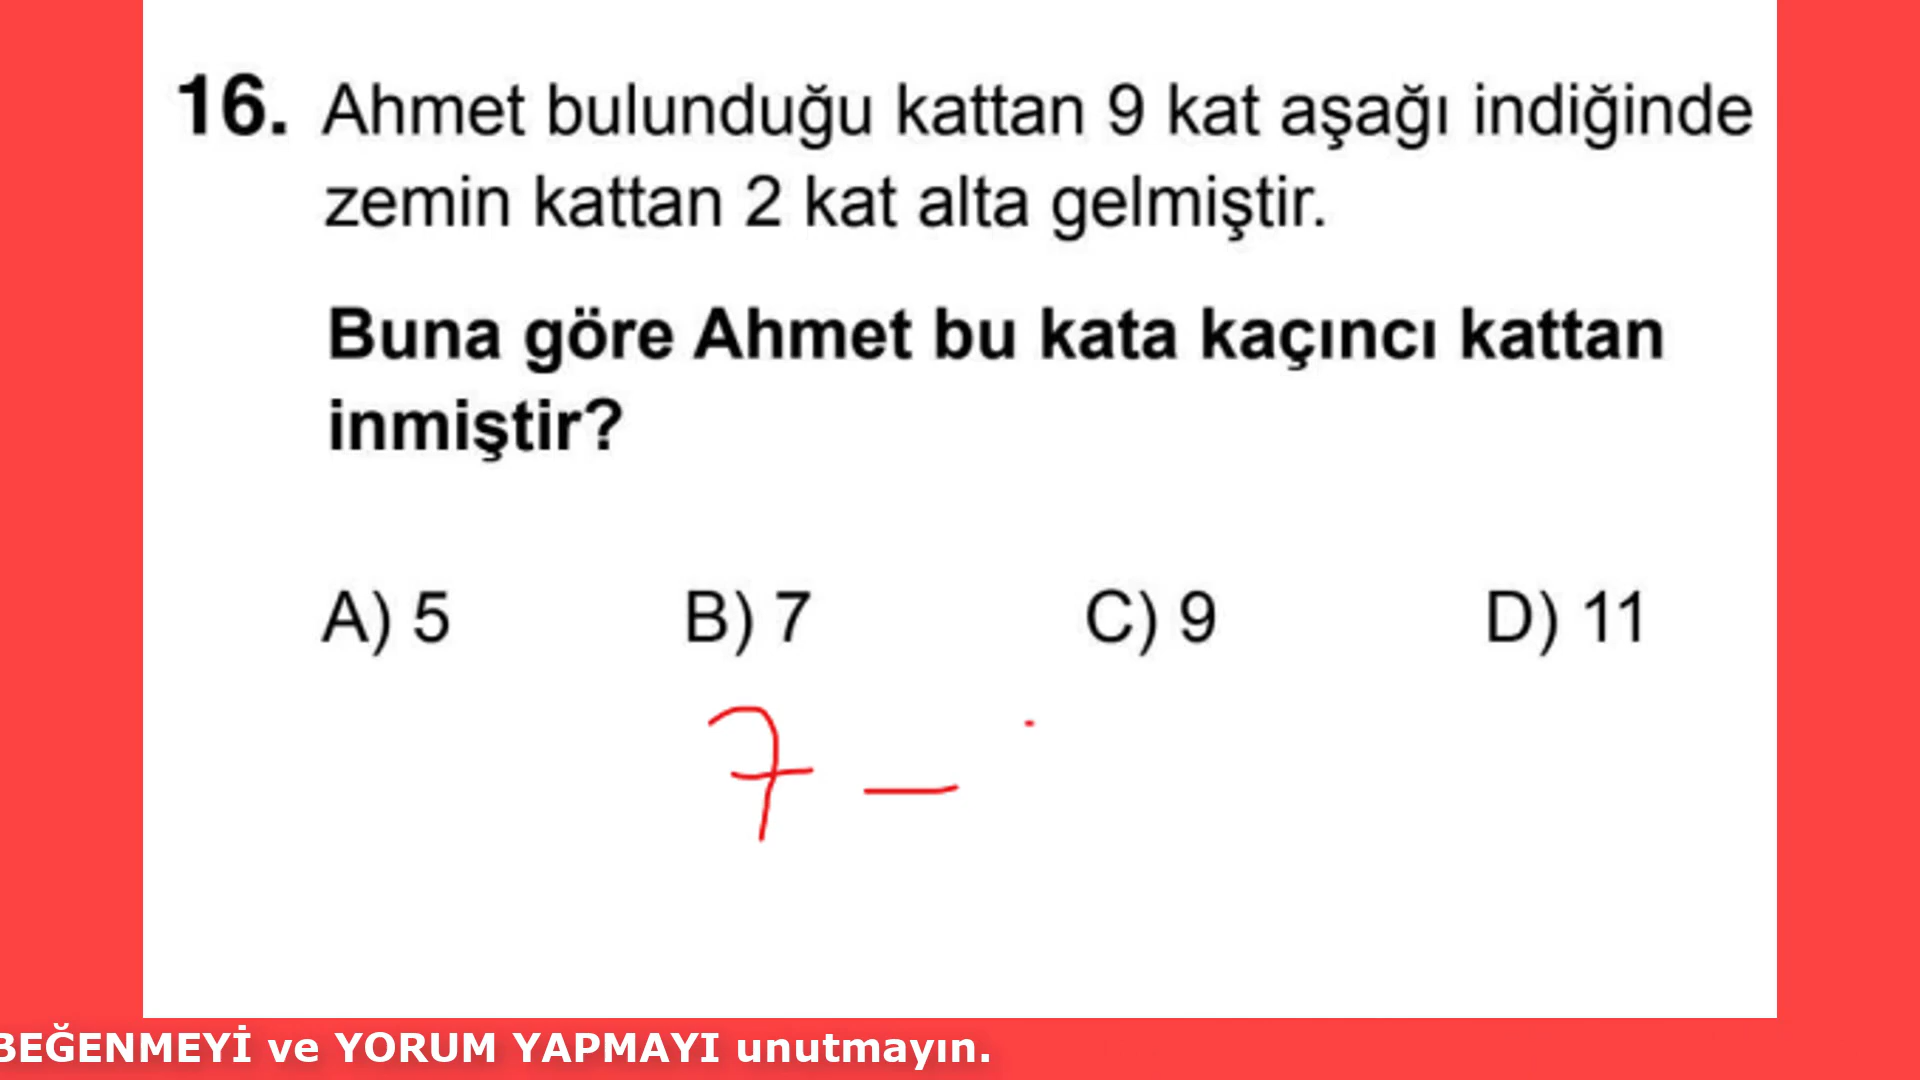 16. Ahmet bulunduğu kattan 9 kat aşağı indiğinde
zemin kattan 2 kat alta gelmiştir.
Buna göre Ahmet bu kata kaçıncı kattan
inmiştir?
A) 5 B) 7 C) 9 D) 11
7 –
BEĞENMEYİ ve YORUM YAPMAYI unutmayın.